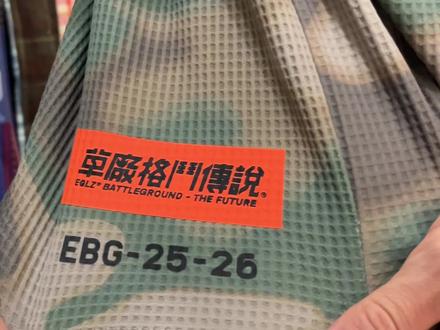 草廠格鬥傳說®
EGLZ® BATTLEGROUND - THE FUTURE
EBG-25-26